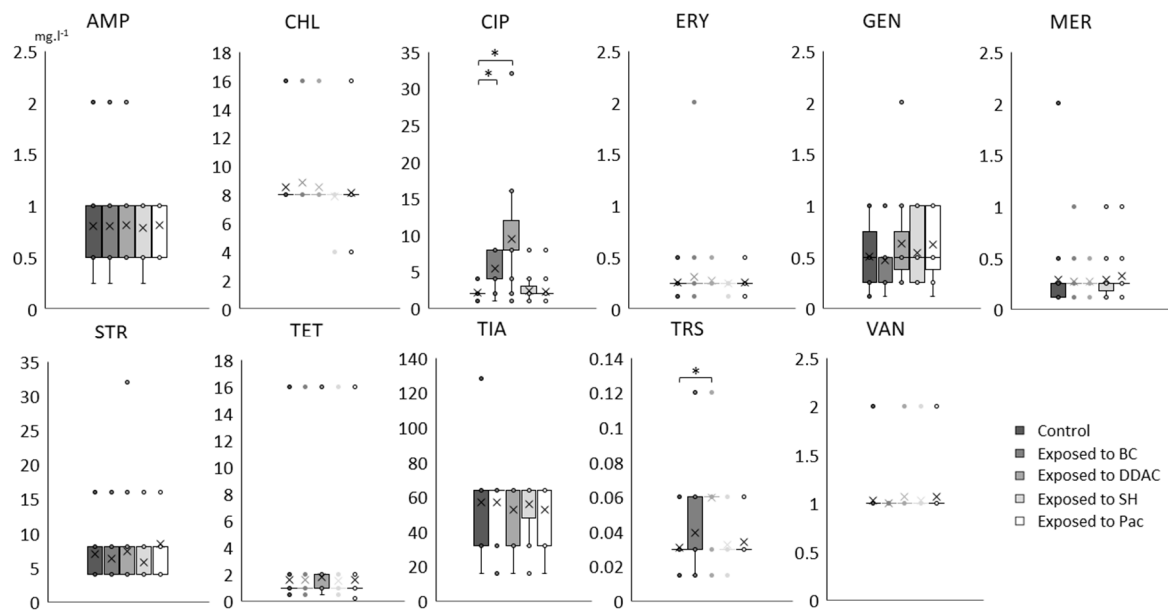 AMP CHL CIP ERY GEN MER
mg.l-1
2.5 18 35 2.5 2.5 2.5
16
30
2 14 2 2 2
25
12
1.5 20 1.5 1.5 1.5
10
8
15
1 1 1 1
6
10
0.5 4 0.5 0.5 0.5
5
2
0 0 0 0 0 0
STR TET TIA TRS VAN
35 18 140 0.14 2.5
16
30 120 0.12
14
2
25 12 100 0.1
20 10 80 0.08 1.5
8
15 60 0.06
1
6
10 40 0.04
4
0.5
5 20 0.02
2
0 0 0 0 0
* *
*
Control
Exposed to BC
Exposed to DDAC
Exposed to SH
Exposed to Pac